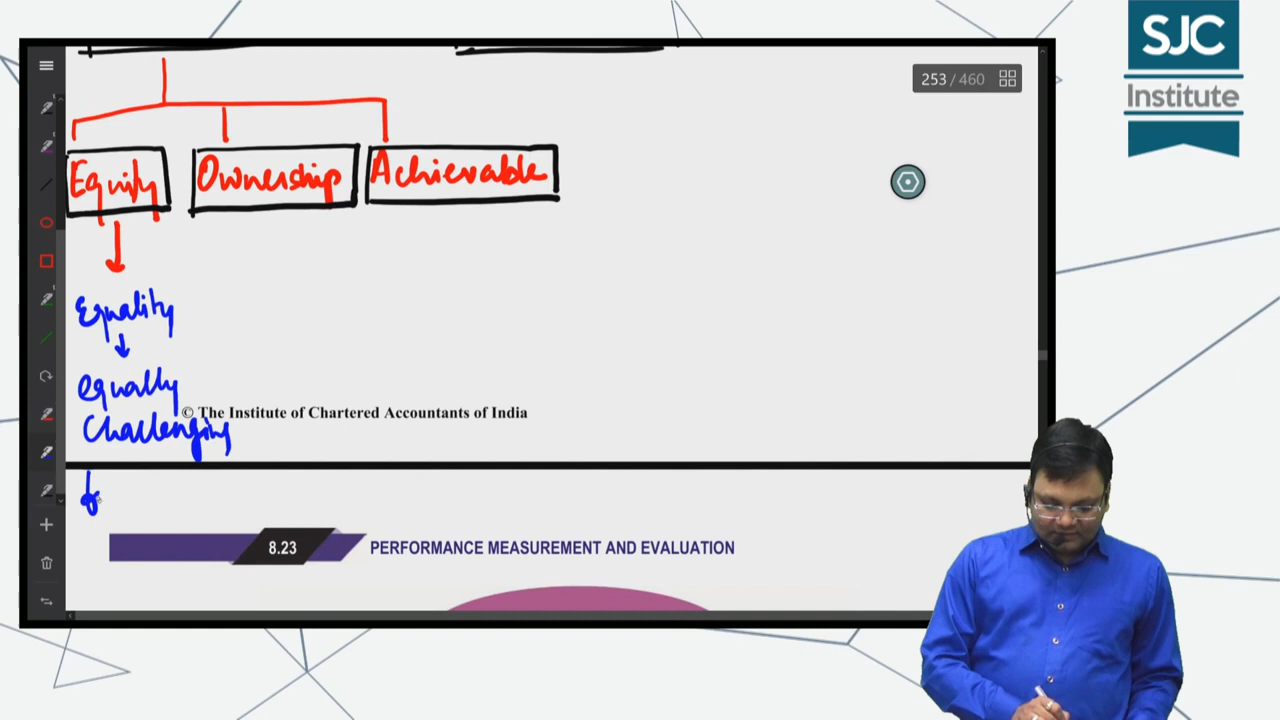 SJC
Institute
253 / 460
Equity Ownership Achievable
Equality
equally
challenging
© The Institute of Chartered Accountants of India
8.23 PERFORMANCE MEASUREMENT AND EVALUATION